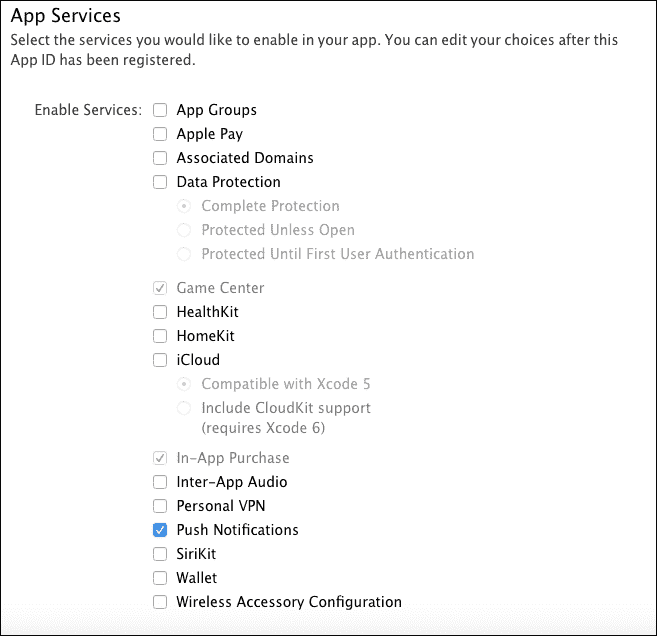 App Services
Select the services you would like to enable in your app. You can edit your choices after this
App ID has been registered.
Enable Services:
App Groups
Apple Pay
Associated Domains
Data Protection
Complete Protection
Protected Unless Open
Protected Until First User Authentication
Game Center
HealthKit
HomeKit
iCloud
Compatible with Xcode 5
Include CloudKit support
(requires Xcode 6)
In-App Purchase
Inter-App Audio
Personal VPN
Push Notifications
SiriKit
Wallet
Wireless Accessory Configuration